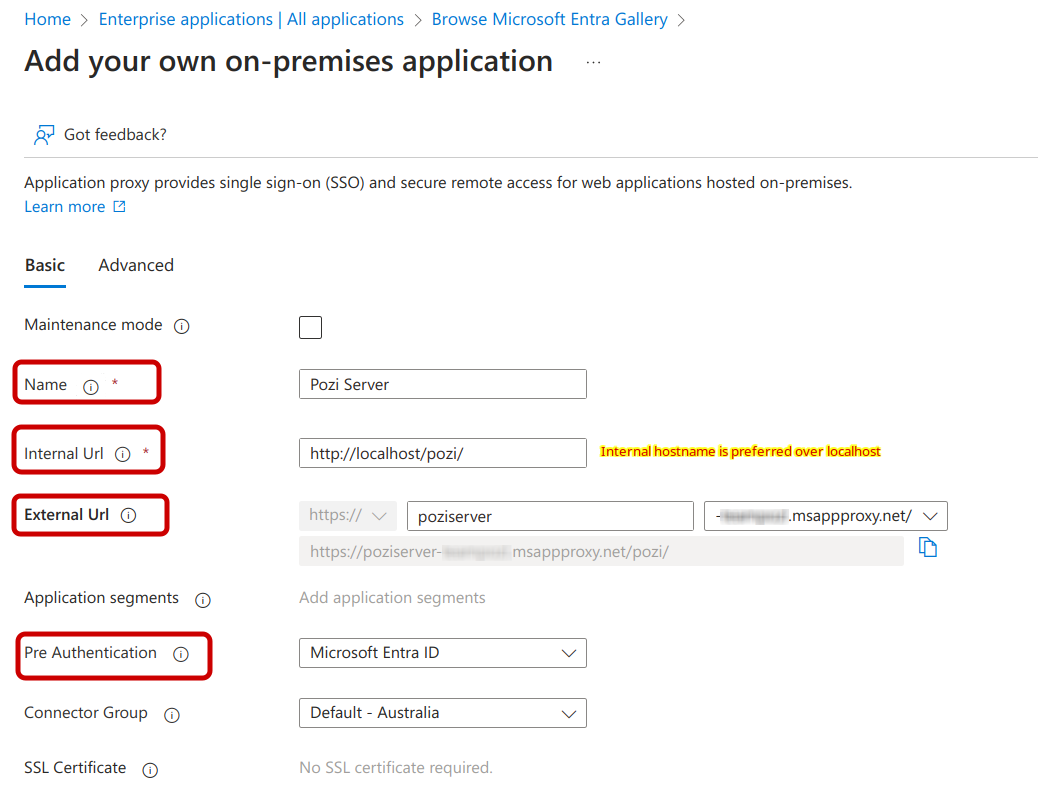 Home > Enterprise applications | All applications > Browse Microsoft Entra Gallery >
Add your own on-premises application ...
Got feedback?
Application proxy provides single sign-on (SSO) and secure remote access for web applications hosted on-premises.
Learn more
Basic Advanced
Maintenance mode
Name * Pozi Server
Internal Url * http://localhost/pozi/ Internal hostname is preferred over localhost
External Url https:// poziserver - .msappproxy.net/
https://poziserver- .msappproxy.net/pozi/
Application segments Add application segments
Pre Authentication Microsoft Entra ID
Connector Group Default - Australia
SSL Certificate No SSL certificate required.